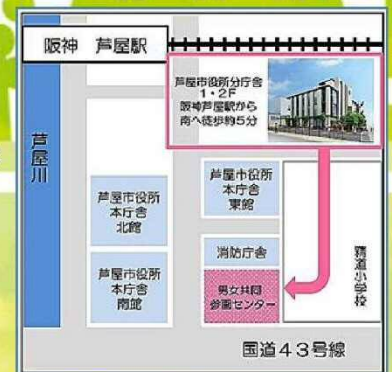 阪神 芦屋駅
芦屋市役所分庁舎
1・2F
阪神芦屋駅から
南へ徒歩約5分
芦屋川
芦屋市役所
本庁舎
北館
芦屋市役所
本庁舎
東館
芦屋市役所
本庁舎
南館
消防庁舎
男女共同
参画センター
精道小学校
国道43号線